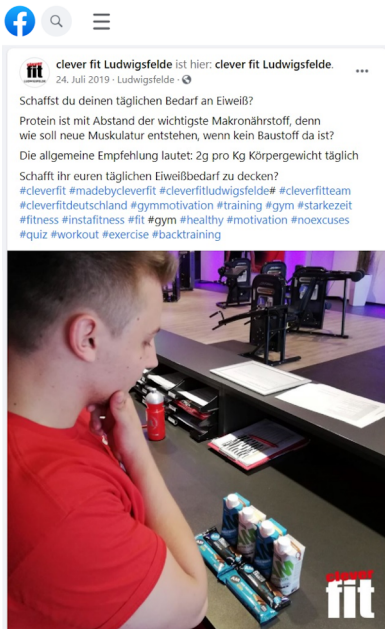 clever fit Ludwigsfelde ist hier: clever fit Ludwigsfelde.
24. Juli 2019 · Ludwigsfelde ·
Schaffst du deinen täglichen Bedarf an Eiweiß?
Protein ist mit Abstand der wichtigste Makronährstoff, denn
wie soll neue Muskulatur entstehen, wenn kein Baustoff da ist?
Die allgemeine Empfehlung lautet: 2g pro Kg Körpergewicht täglich
Schafft ihr euren täglichen Eiweißbedarf zu decken?
#cleverfit #madebycleverfit #cleverfitludwigsfelde# #cleverfitteam
#cleverfitdeutschland #gymmotivation #training #gym #starkezeit
#fitness #instafitness #fit #gym #healthy #motivation #noexcuses
#quiz #workout #exercise #backtraining
clever
fit